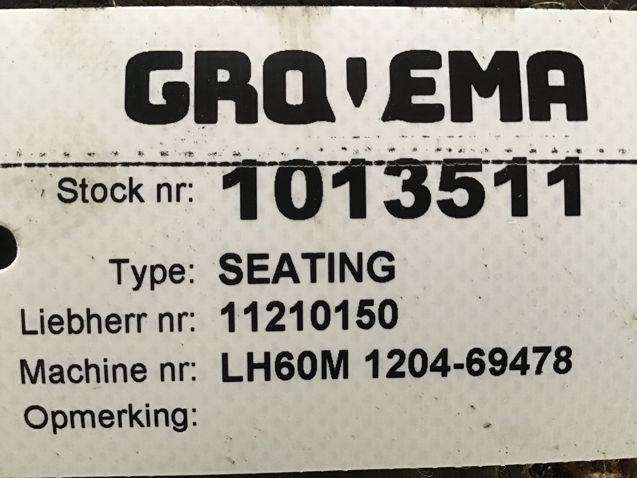 GROVEMA
Stock nr: 1013511
Type: SEATING
Liebherr nr: 11210150
Machine nr: LH60M 1204-69478
Opmerking: